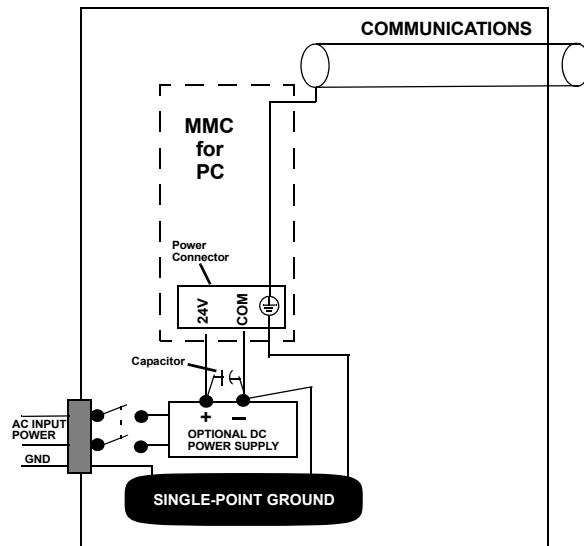 COMMUNICATIONS
MMC
for
PC
Power
Connector
24V
COM
Capacitor
+ –
AC INPUT
POWER
OPTIONAL DC
POWER SUPPLY
GND
SINGLE-POINT GROUND